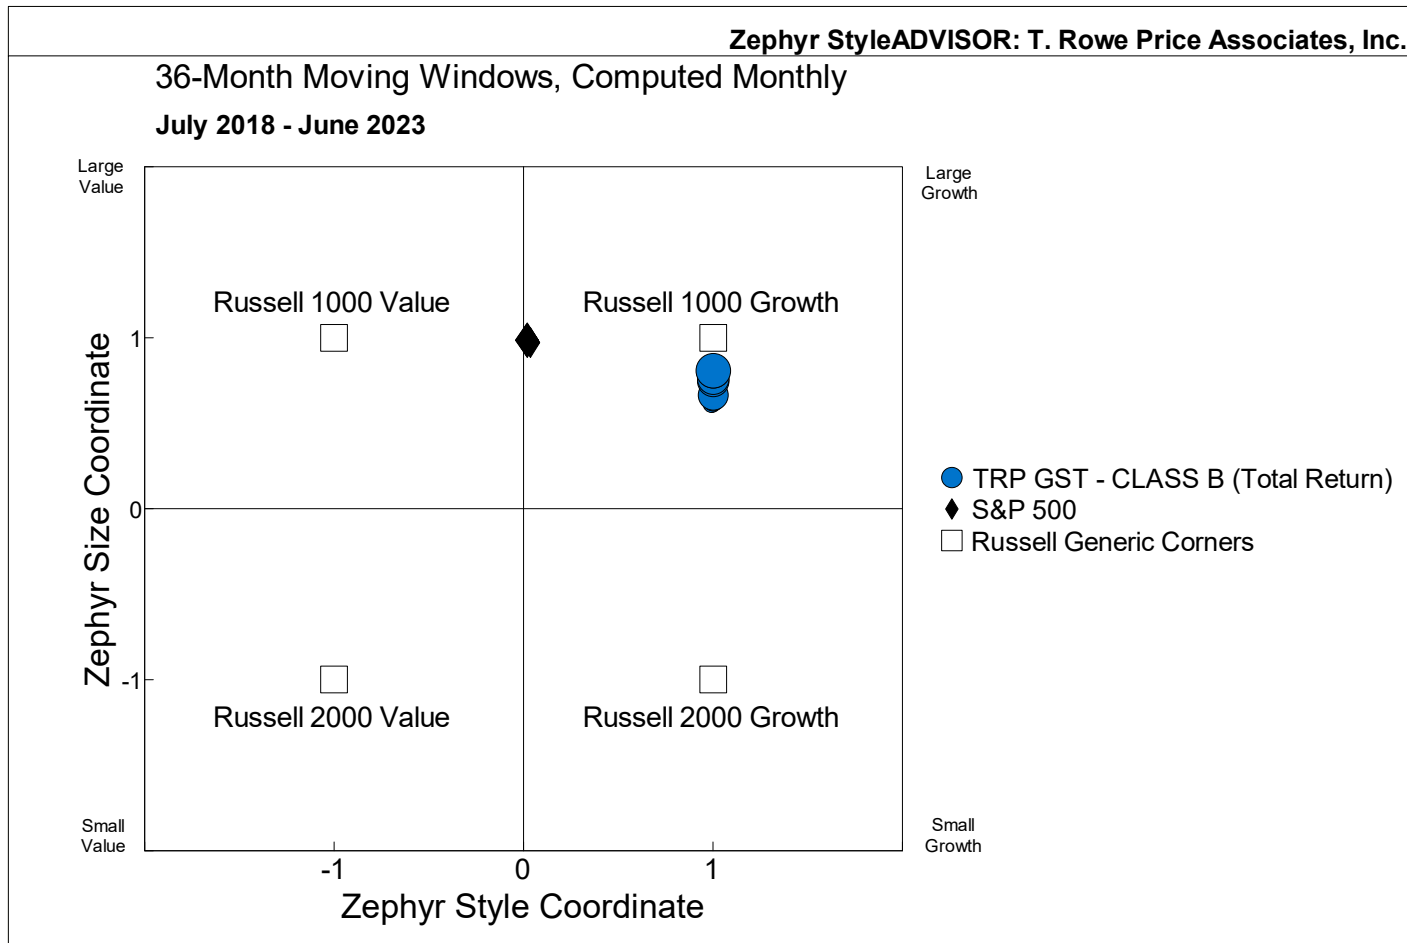 Zephyr StyleADVISOR: T. Rowe Price Associates, Inc.
36-Month Moving Windows, Computed Monthly
July 2018 - June 2023
Large
Value
Large
Growth
Russell 1000 Value
Russell 1000 Growth
1
0
-1
Zephyr Size Coordinate
TRP GST - CLASS B (Total Return)
S&P 500
Russell Generic Corners
Russell 2000 Value
Russell 2000 Growth
Small
Value
Small
Growth
-1
0
1
Zephyr Style Coordinate